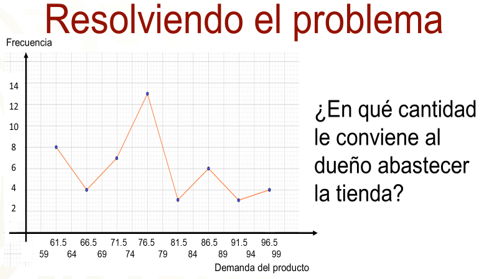 Resolviendo el problema
Frecuencia
14
12
10
8
6
4
2
¿En qué cantidad
le conviene al
dueño abastecer
la tienda?
61.5 66.5 71.5 76.5 81.5 86.5 91.5 96.5
59 64 69 74 79 84 89 94 99
Demanda del producto